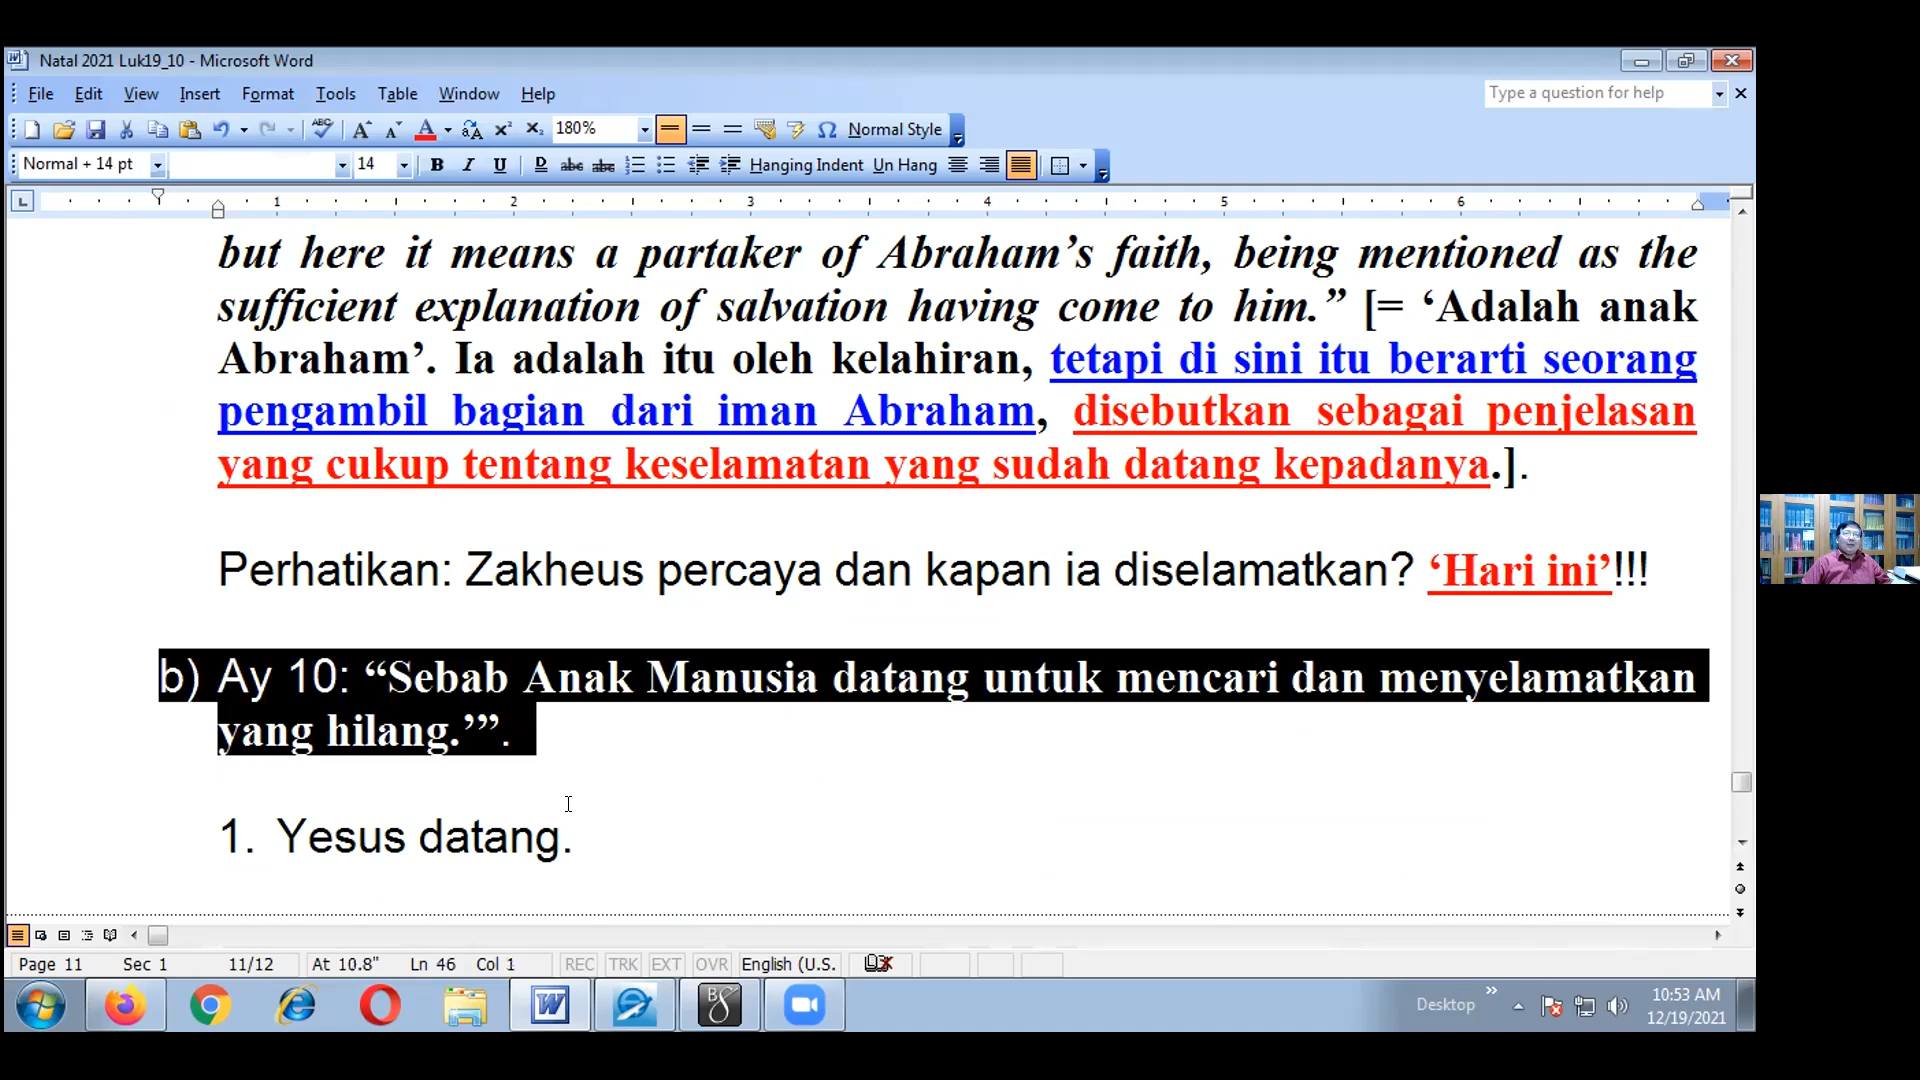 Natal 2021 Luk19_10 - Microsoft Word
File Edit View Insert Format Tools Table Window Help
Type a question for help
180%
Normal Style
Normal + 14 pt
14
B I U
Hanging Indent Un Hang
1 2 3 4 5 6
but here it means a partaker of Abraham’s faith, being mentioned as the
sufficient explanation of salvation having come to him.” [= ‘Adalah anak
Abraham’. Ia adalah itu oleh kelahiran, tetapi di sini itu berarti seorang
pengambil bagian dari iman Abraham, disebutkan sebagai penjelasan
yang cukup tentang keselamatan yang sudah datang kepadanya.].
Perhatikan: Zakheus percaya dan kapan ia diselamatkan? ‘Hari ini’!!!
b) Ay 10: “Sebab Anak Manusia datang untuk mencari dan menyelamatkan
yang hilang.’”.
1. Yesus datang.
Page 11 Sec 1 11/12 At 10.8" Ln 46 Col 1 REC TRK EXT OVR English (U.S.
Desktop
10:53 AM
12/19/2021